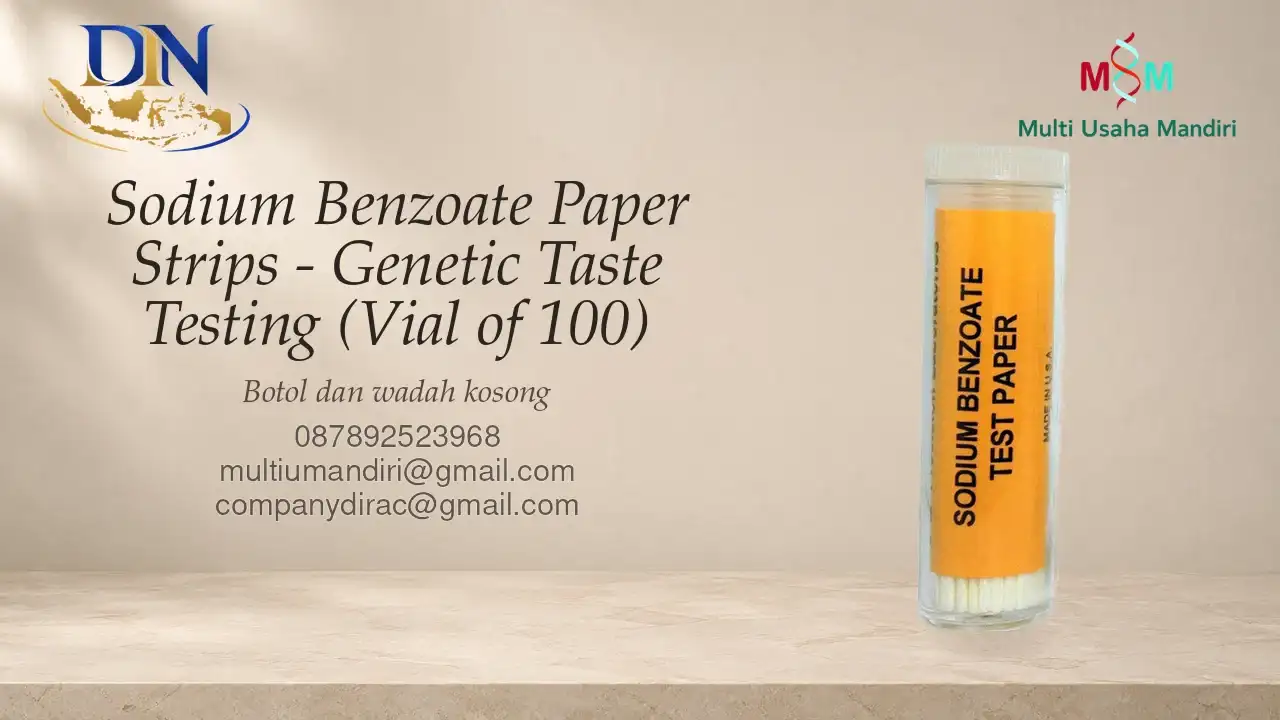 DIN
M M
Multi Usaha Mandiri
Sodium Benzoate Paper
Strips - Genetic Taste
Testing (Vial of 100)
Botol dan wadah kosong
087892523968
multiumandiri@gmail.com
companydirac@gmail.com
SODIUM BENZOATE
TEST PAPER
MADE IN U.S.A.